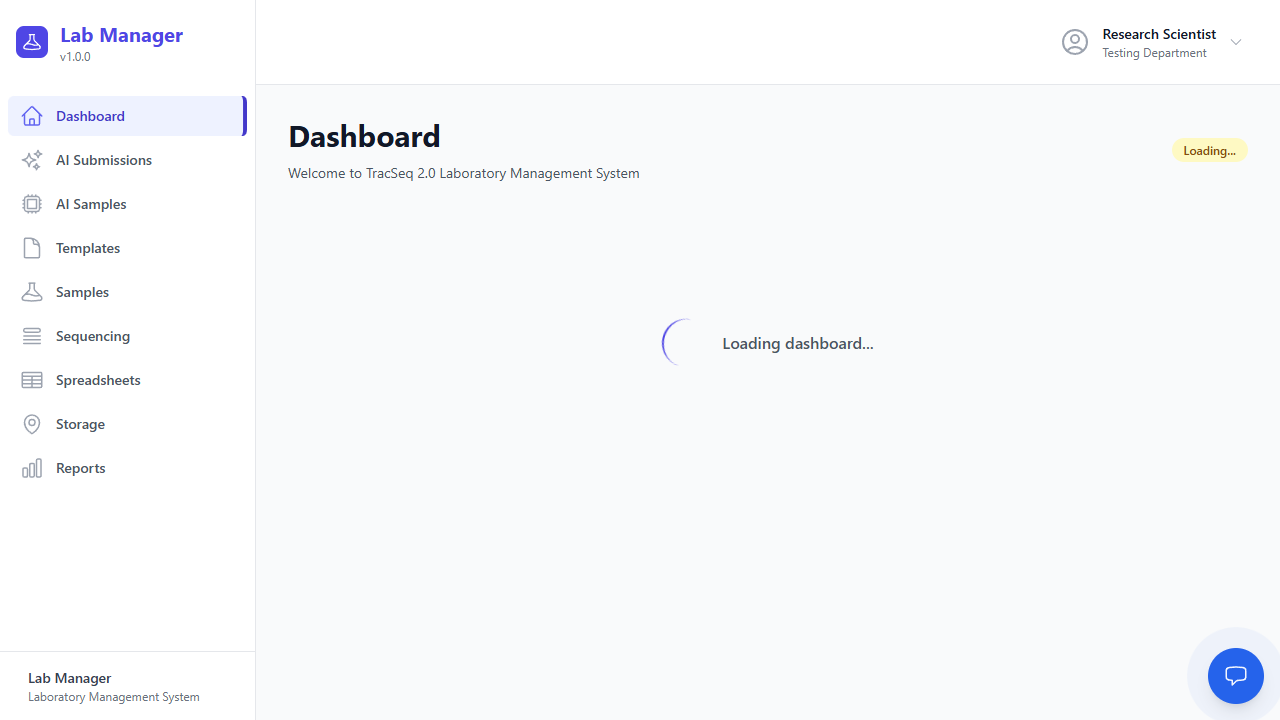 Lab Manager
v1.0.0
Research Scientist
Testing Department
Dashboard
AI Submissions
AI Samples
Templates
Samples
Sequencing
Spreadsheets
Storage
Reports
Lab Manager
Laboratory Management System
Dashboard
Welcome to TracSeq 2.0 Laboratory Management System
Loading...
Loading dashboard...